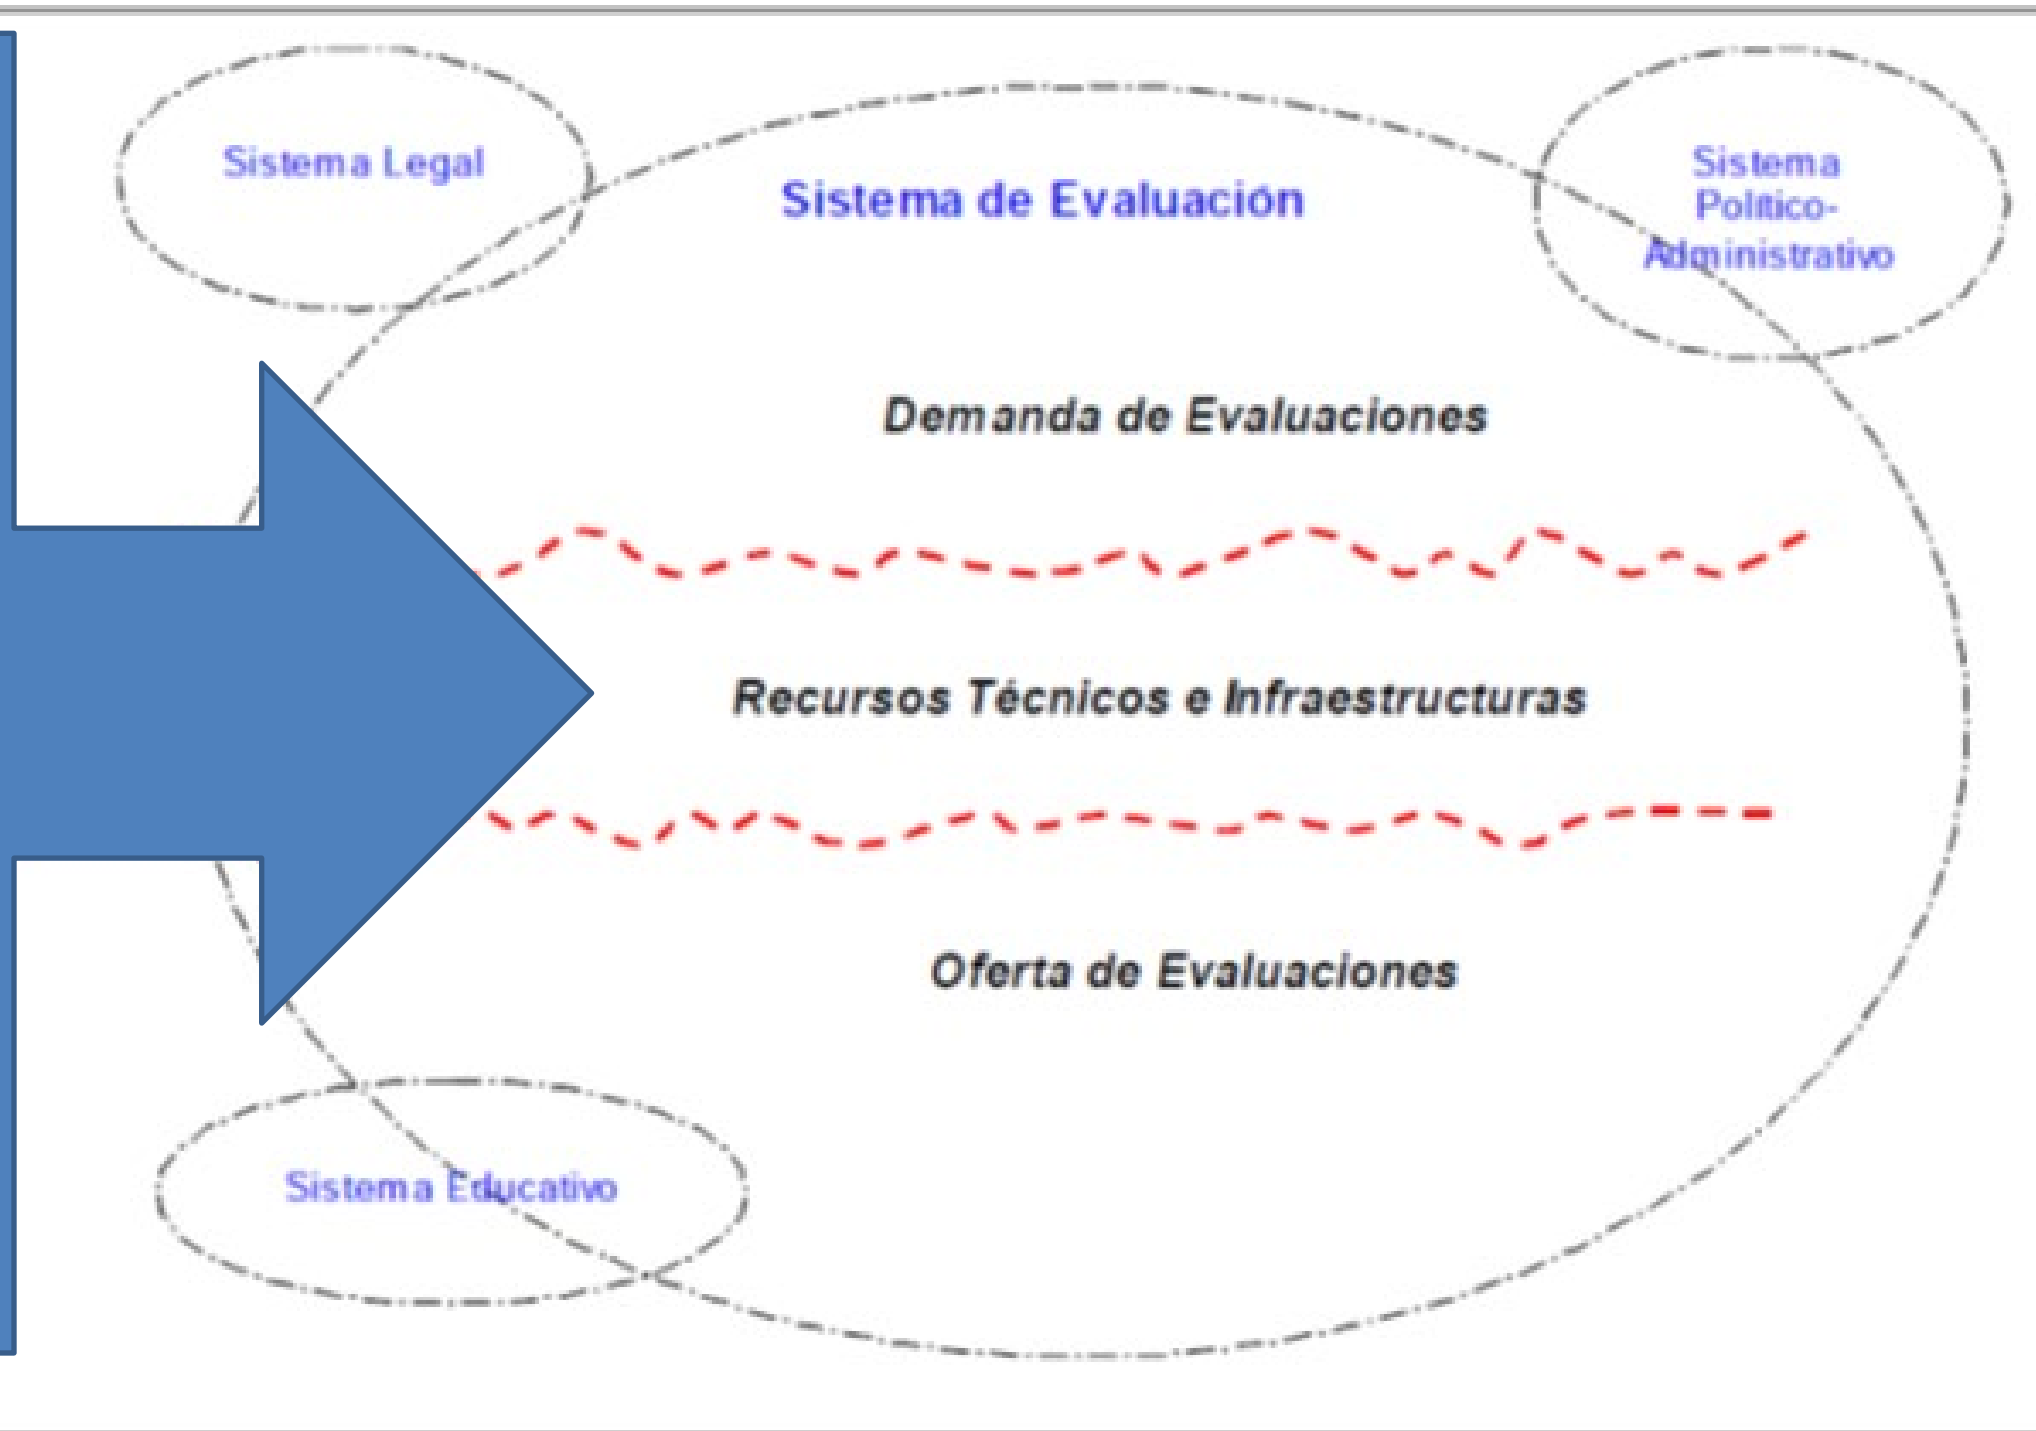 Sistema Legal
Sistema de Evaluación
Sistema
Político-
Administrativo
Demanda de Evaluaciones
Recursos Técnicos e Infraestructuras
Oferta de Evaluaciones
Sistema Educativo